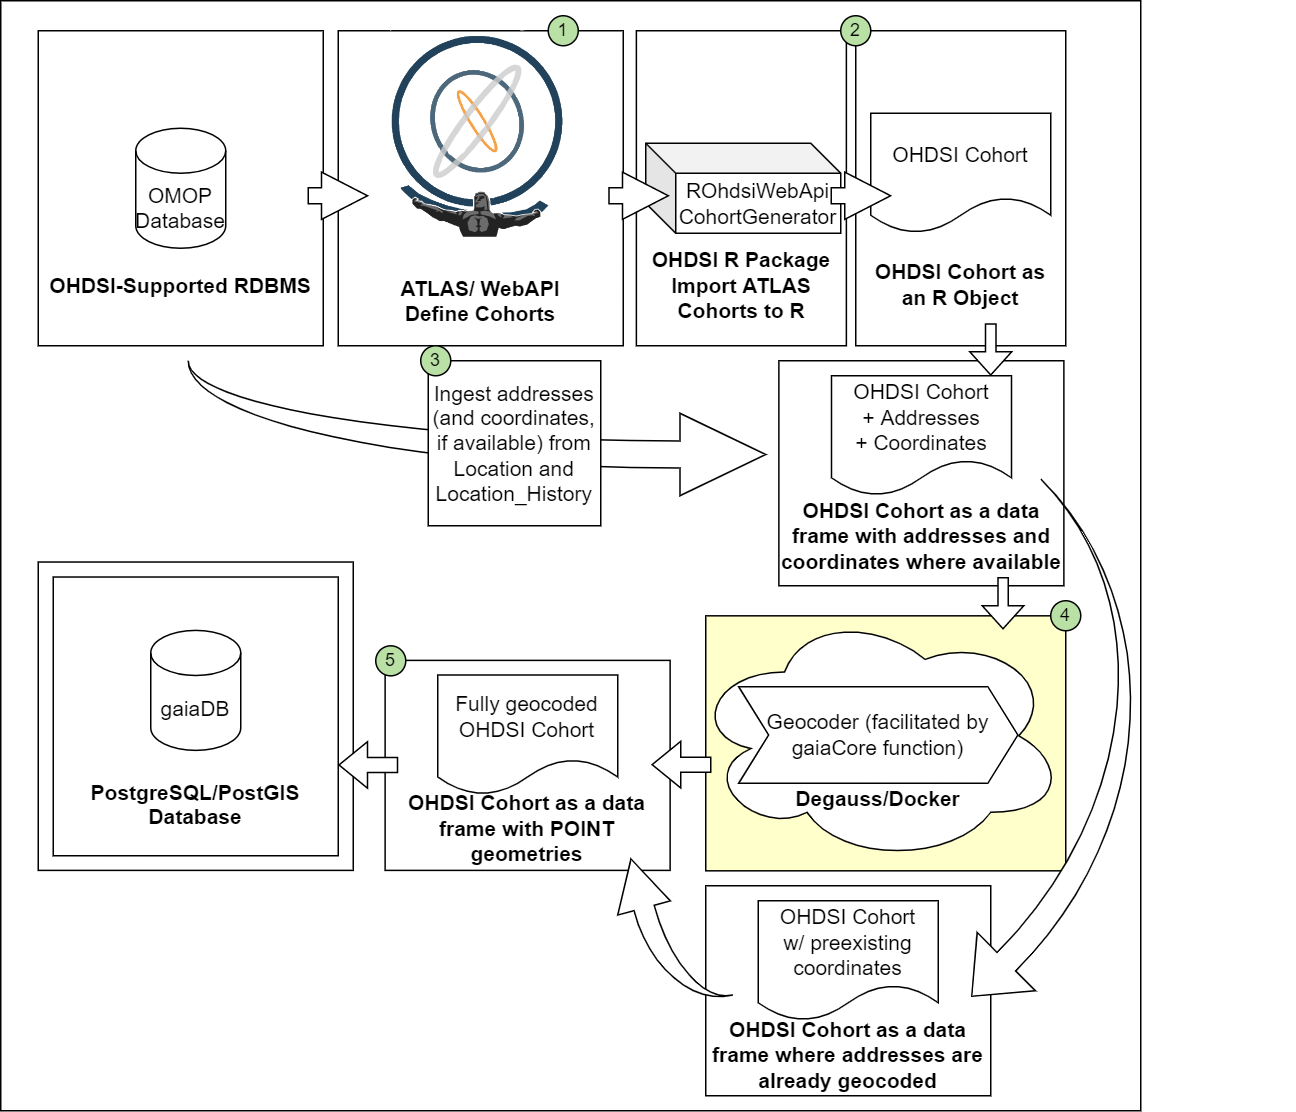 1
2
OMOP
Database
OHDSI-Supported RDBMS
ATLAS/ WebAPI
Define Cohorts
ROhdsiWebApi
CohortGenerator
OHDSI R Package
Import ATLAS
Cohorts to R
OHDSI Cohort
OHDSI Cohort as
an R Object
3
Ingest addresses
(and coordinates,
if available) from
Location and
Location_History
OHDSI Cohort
+ Addresses
+ Coordinates
OHDSI Cohort as a data
frame with addresses and
coordinates where available
4
Geocoder (facilitated by
gaiaCore function)
Degauss/Docker
5
Fully geocoded
OHDSI Cohort
OHDSI Cohort as a data
frame with POINT
geometries
gaiaDB
PostgreSQL/PostGIS
Database
OHDSI Cohort
w/ preexisting
coordinates
OHDSI Cohort as a data
frame where addresses are
already geocoded